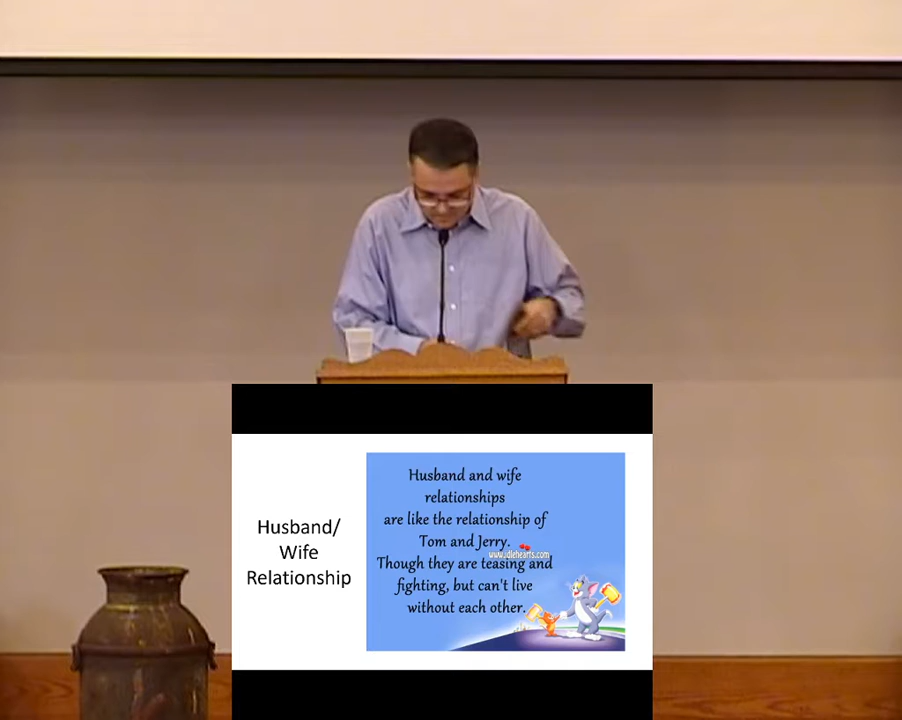 Husband/
Wife
Relationship
Husband and wife
relationships
are like the relationship of
Tom and Jerry.
www.idlehearts.com
Though they are teasing and
fighting, but can't live
without each other.